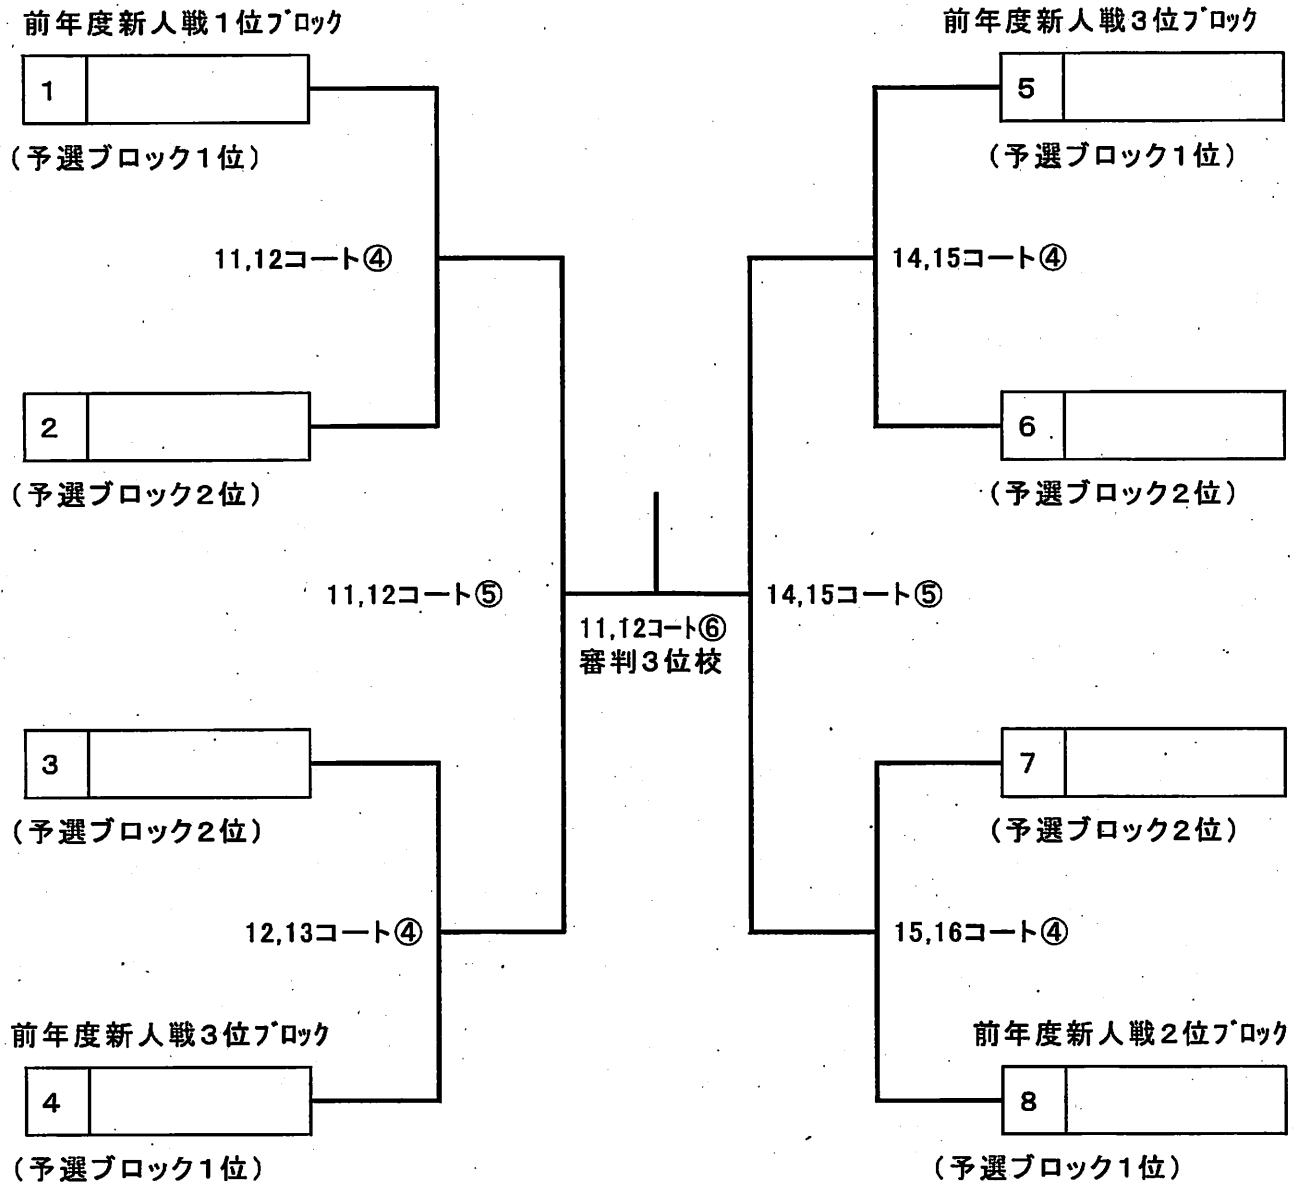 前年度新人戦1位ブロック
前年度新人戦3位ブロック
1
5
(予選ブロック1位)
(予選ブロック1位)
11,12コート④
14,15コート④
2
6
(予選ブロック2位)
(予選ブロック2位)
11,12コート⑤
14,15コート⑤
11,12コート⑥
審判3位校
3
7
(予選ブロック2位)
(予選ブロック2位)
12,13コート④
15,16コート④
前年度新人戦3位ブロック
前年度新人戦2位ブロック
4
8
(予選ブロック1位)
(予選ブロック1位)